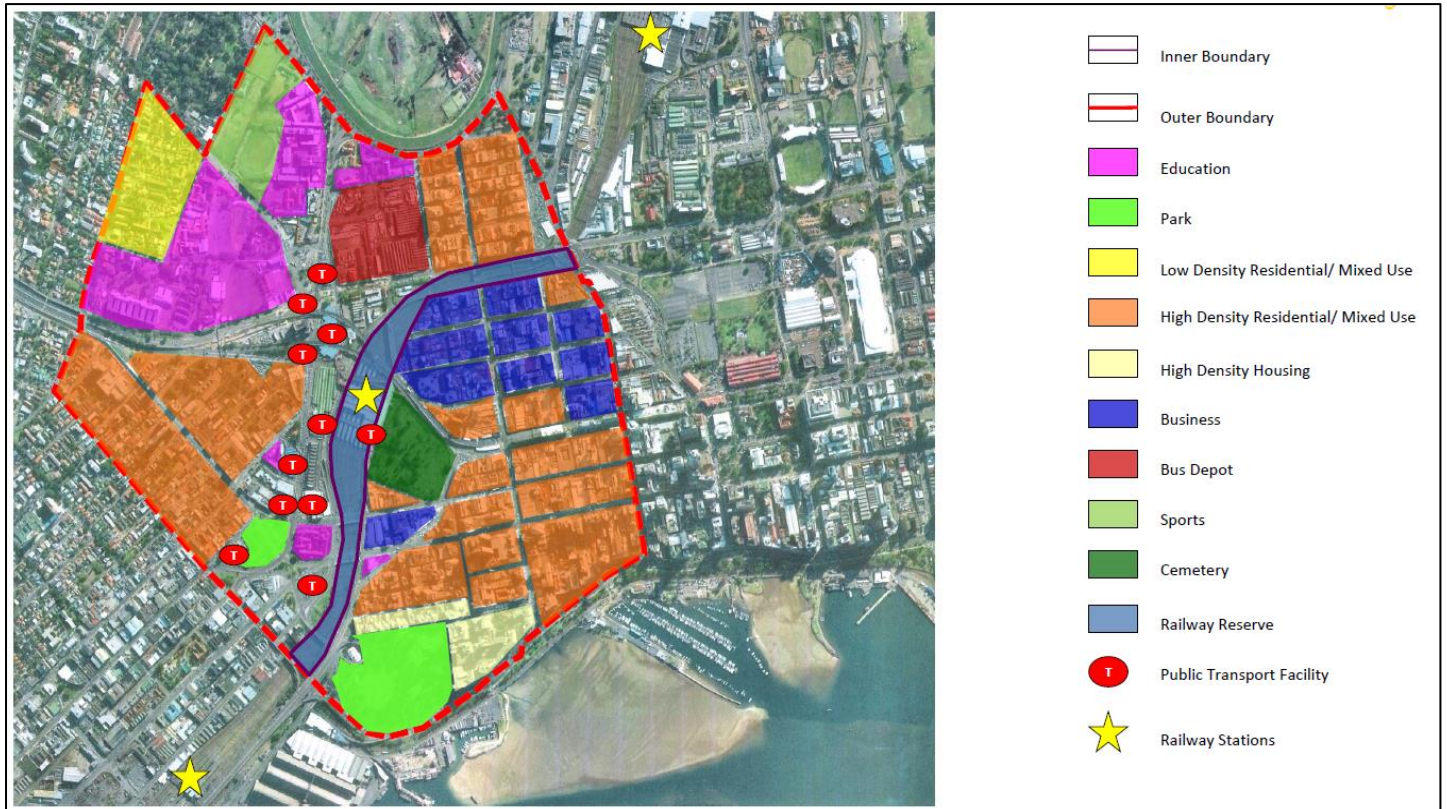 Inner Boundary
Outer Boundary
Education
Park
Low Density Residential/ Mixed Use
High Density Residential/ Mixed Use
High Density Housing
Business
Bus Depot
Sports
Cemetery
Railway Reserve
T Public Transport Facility
Railway Stations
T
T
T
T
T
T
T
T
T
T
T